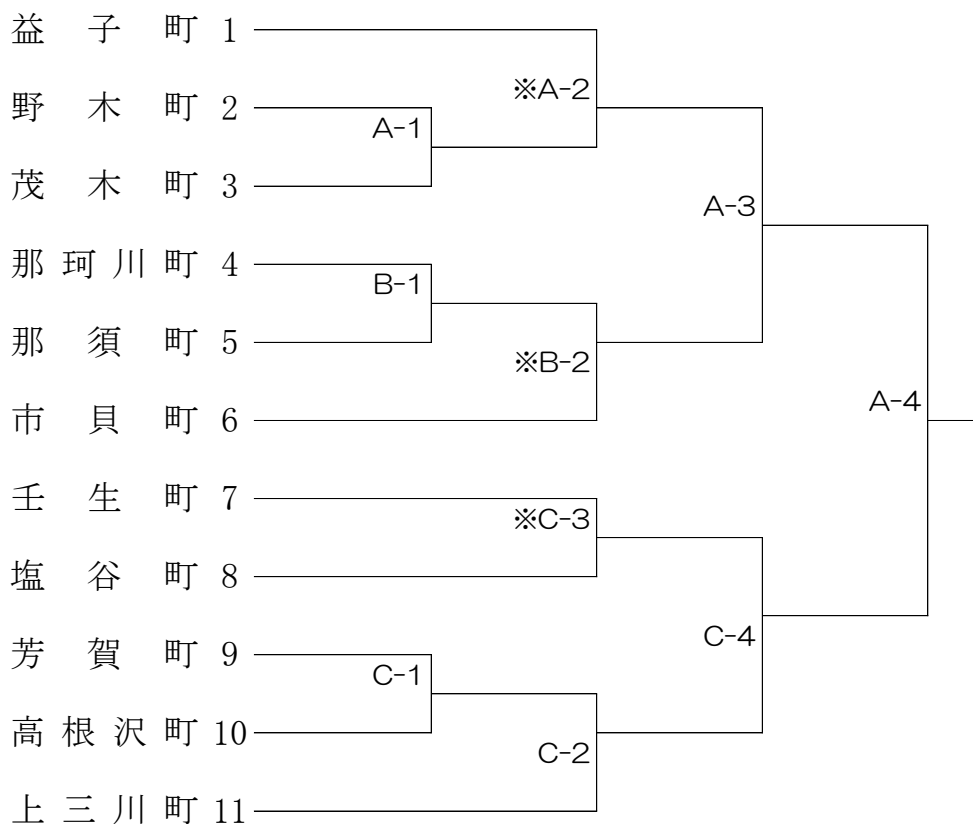 益子町 1
※A-2
野木町 2
A-1
茂木町 3
A-3
那珂川町 4
B-1
那須町 5
※B-2
市貝町 6
A-4
壬生町 7
※C-3
塩谷町 8
C-4
芳賀町 9
C-1
高根沢町 10
C-2
上三川町 11